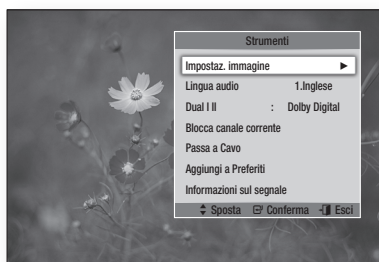 Strumenti
Impostaz. immagine ►
Lingua audio 1.Inglese
Dual I II : Dolby Digital
Blocca canale corrente
Passa a Cavo
Aggiungi a Preferiti
Informazioni sul segnale
Sposta Conferma Esci